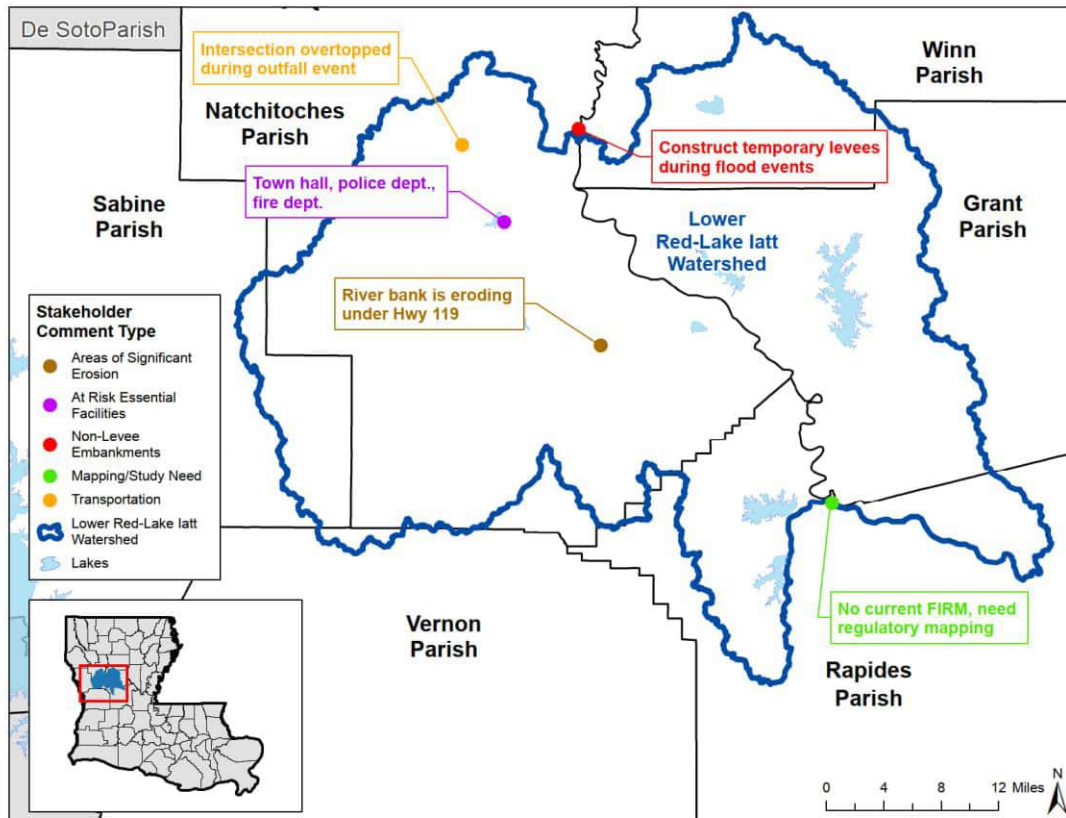 De SotoParish
Intersection overtopped
during outfall event
Winn
Parish
Natchitoches
Parish
Construct temporary levees
during flood events
Town hall, police dept.,
fire dept.
Sabine
Parish
Lower
Red-Lake Iatt
Watershed
Grant
Parish
River bank is eroding
under Hwy 119
Stakeholder
Comment Type
Areas of Significant
Erosion
At Risk Essential
Facilities
Non-Levee
Embankments
Mapping/Study Need
Transportation
Lower Red-Lake Iatt
Watershed
Lakes
No current FIRM, need
regulatory mapping
Vernon
Parish
Rapides
Parish
0 4 8 12 Miles
N